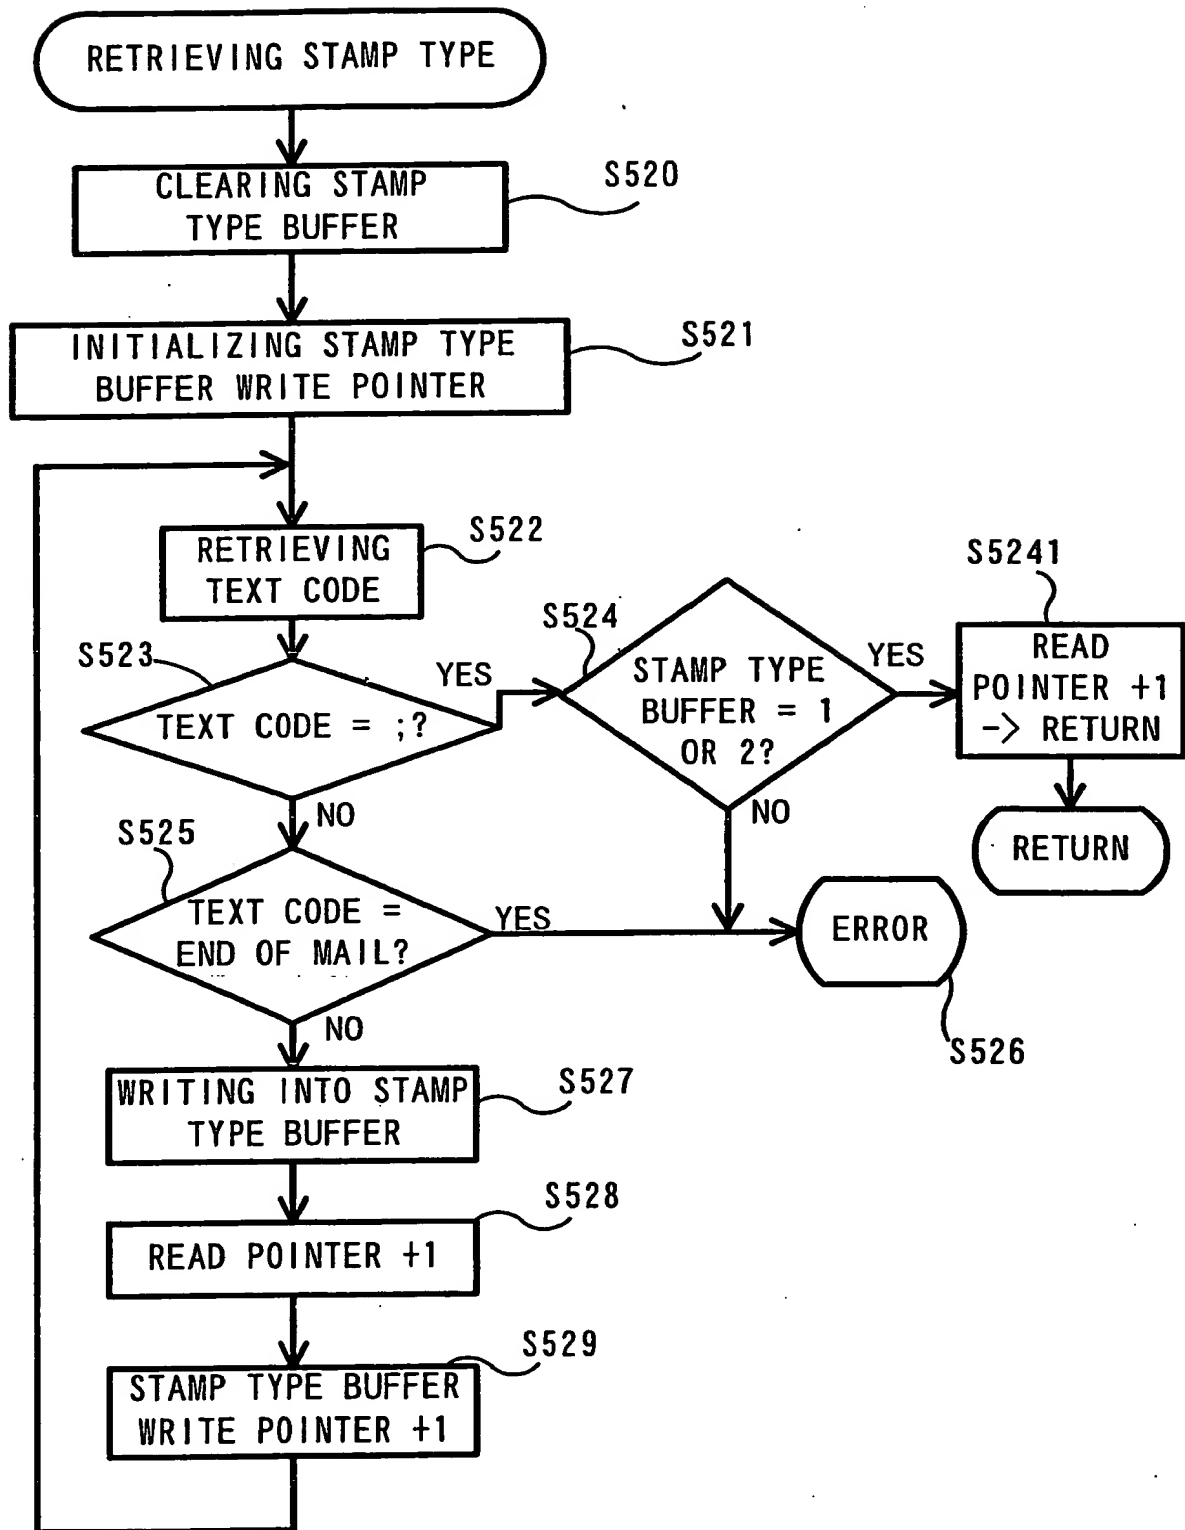 RETRIEVING STAMP TYPE
S520
CLEARING STAMP
TYPE BUFFER
S521
INITIALIZING STAMP TYPE
BUFFER WRITE POINTER
S522
RETRIEVING
TEXT CODE
S523
TEXT CODE = ;?
YES
NO
S524
STAMP TYPE
BUFFER = 1
OR 2?
YES
NO
S5241
READ
POINTER +1
-> RETURN
RETURN
S525
TEXT CODE =
END OF MAIL?
YES
NO
ERROR
S526
S527
WRITING INTO STAMP
TYPE BUFFER
S528
READ POINTER +1
S529
STAMP TYPE BUFFER
WRITE POINTER +1